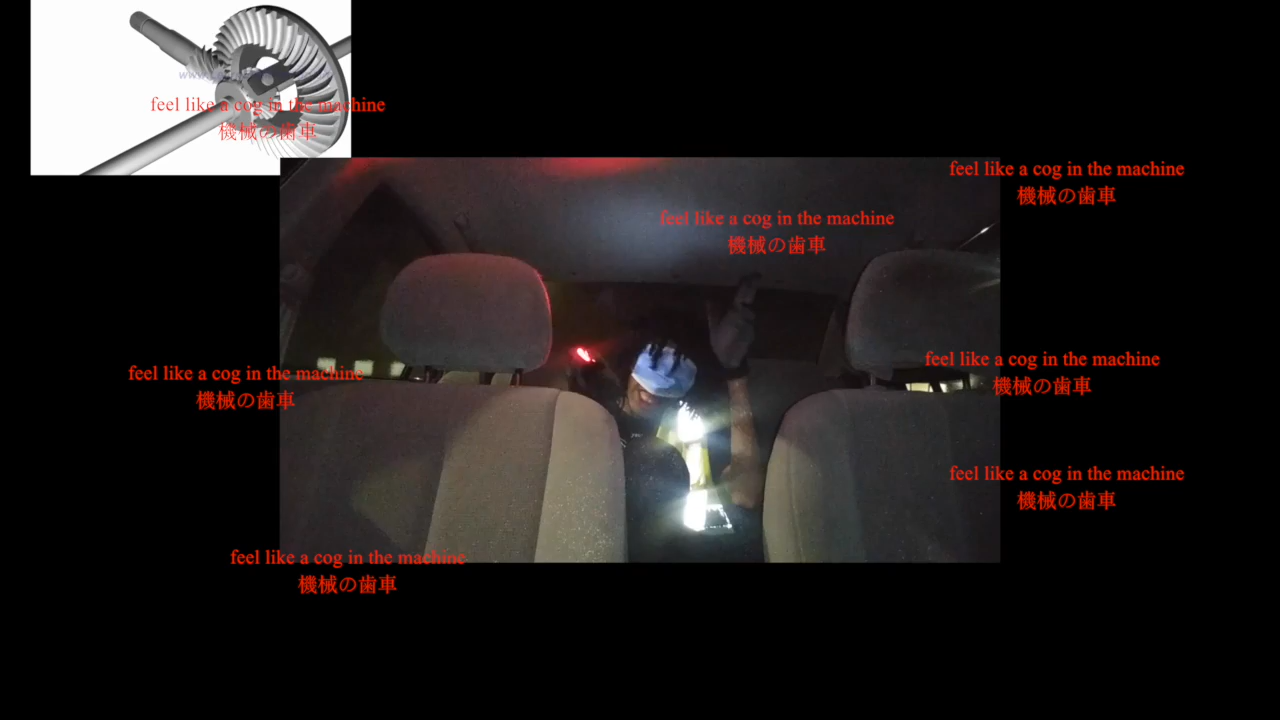 feel like a cog in the machine
機械の歯車
feel like a cog in the machine
機械の歯車
feel like a cog in the machine
機械の歯車
feel like a cog in the machine
機械の歯車
feel like a cog in the machine
機械の歯車
feel like a cog in the machine
機械の歯車
feel like a cog in the machine
機械の歯車